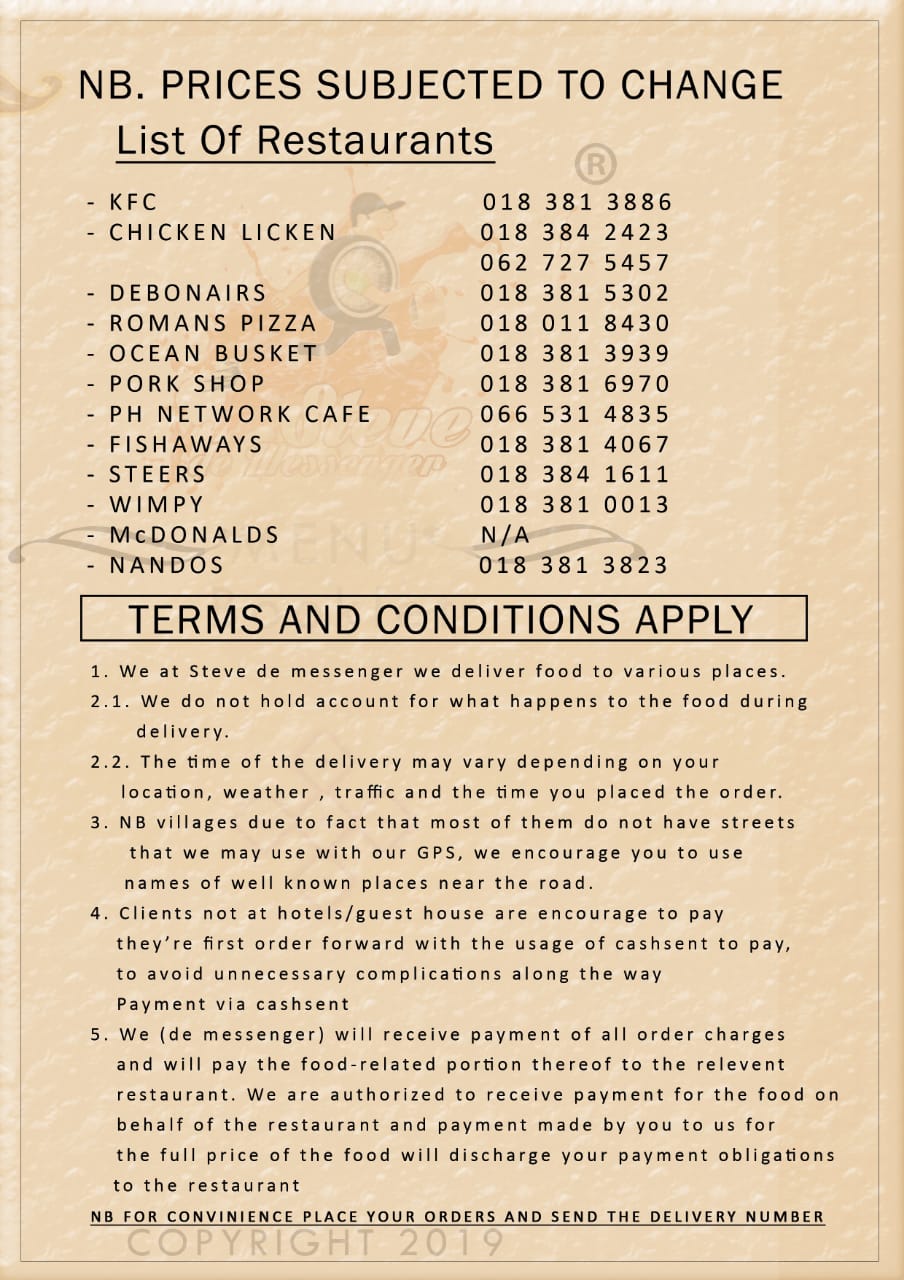 NB. PRICES SUBJECTED TO CHANGE
List Of Restaurants
®
- KFC 018 381 3886
- CHICKEN LICKEN 018 384 2423
062 727 5457
- DEBONAIRS 018 381 5302
- ROMANS PIZZA 018 011 8430
- OCEAN BUSKET 018 381 3939
- PORK SHOP 018 381 6970
- PH NETWORK CAFE 066 531 4835
Steve
- FISHAWAYS 018 381 4067
de Messenger
- STEERS 018 384 1611
- WIMPY 018 381 0013
- McDONALDS N/A
MENU
- NANDOS 018 381 3823
TERMS AND CONDITIONS APPLY
1. We at Steve de messenger we deliver food to various places.
2.1. We do not hold account for what happens to the food during
delivery.
2.2. The time of the delivery may vary depending on your
location, weather , traffic and the time you placed the order.
3. NB villages due to fact that most of them do not have streets
that we may use with our GPS, we encourage you to use
names of well known places near the road.
4. Clients not at hotels/guest house are encourage to pay
they’re first order forward with the usage of cashsent to pay,
to avoid unnecessary complications along the way
Payment via cashsent
5. We (de messenger) will receive payment of all order charges
and will pay the food-related portion thereof to the relevent
restaurant. We are authorized to receive payment for the food on
behalf of the restaurant and payment made by you to us for
the full price of the food will discharge your payment obligations
to the restaurant
NB FOR CONVINIENCE PLACE YOUR ORDERS AND SEND THE DELIVERY NUMBER
COPYRIGHT 2019